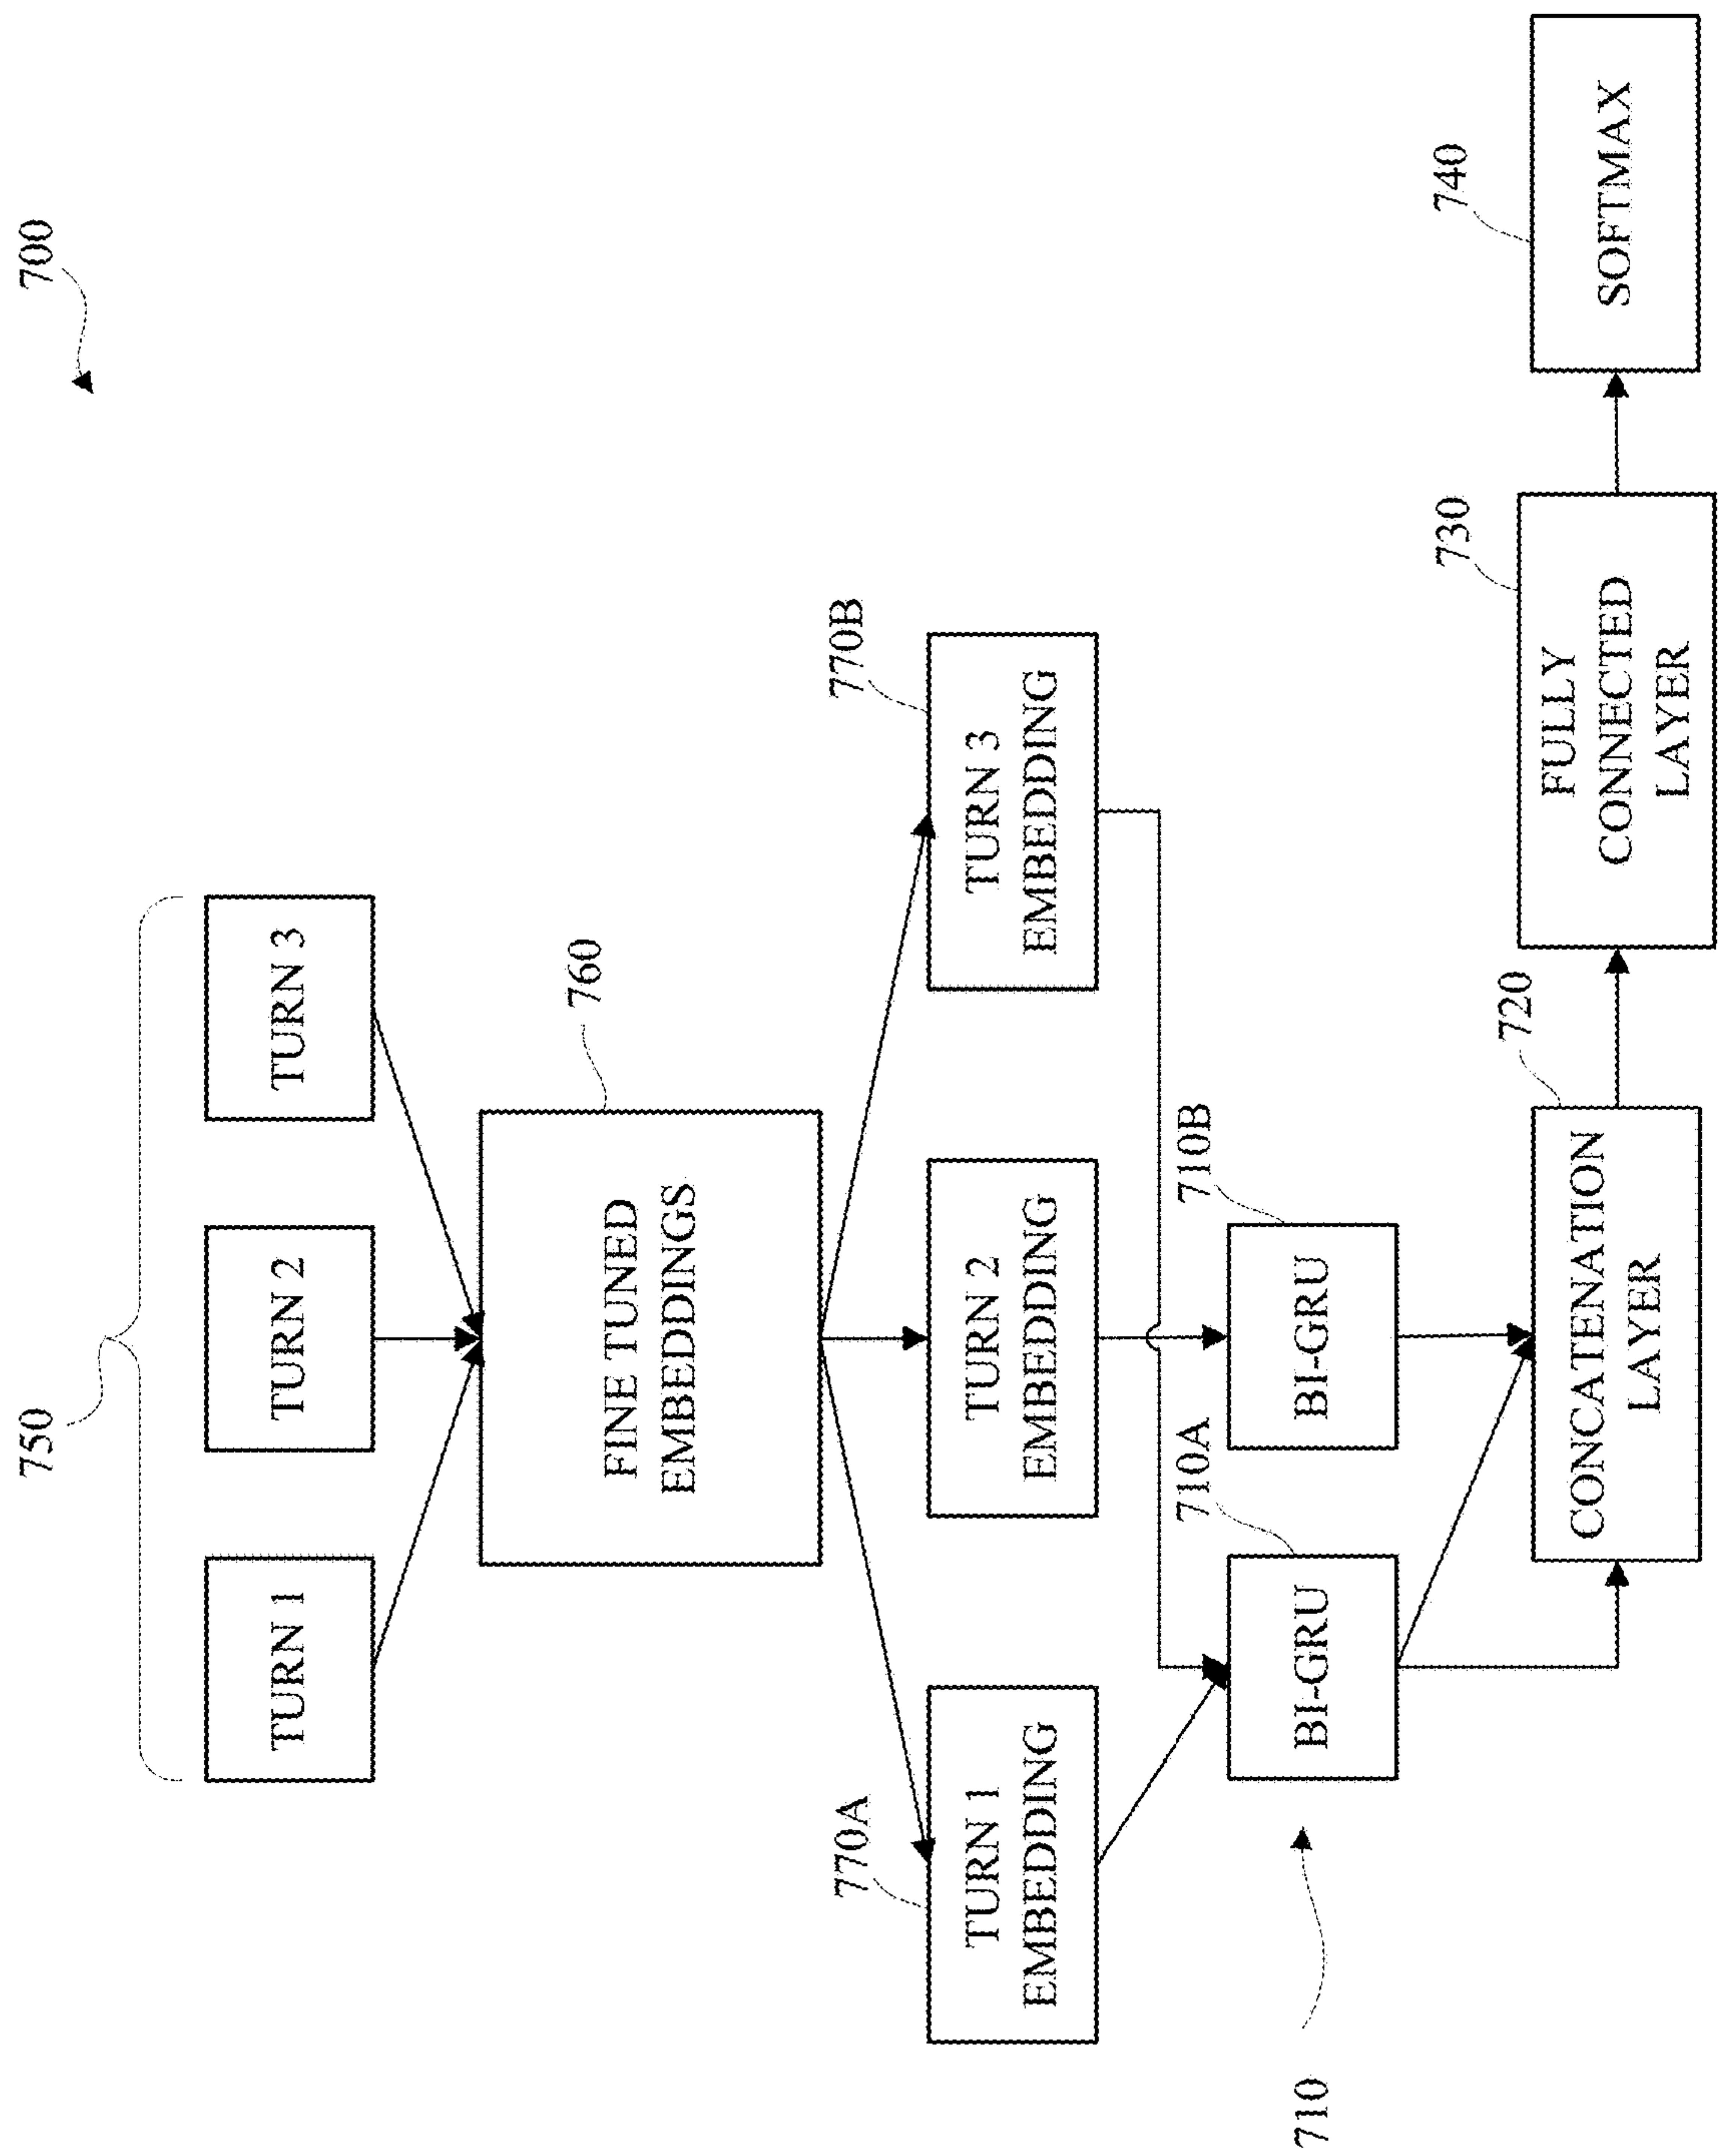 700
750
TURN 1
TURN 2
TURN 3
FINE TUNED
EMBEDDINGS
760
770A
TURN 1
EMBEDDING
TURN 2
EMBEDDING
770B
TURN 3
EMBEDDING
710
710A
BI-GRU
710B
BI-GRU
720
CONCATENATION
LAYER
730
FULLY
CONNECTED
LAYER
740
SOFTMAX